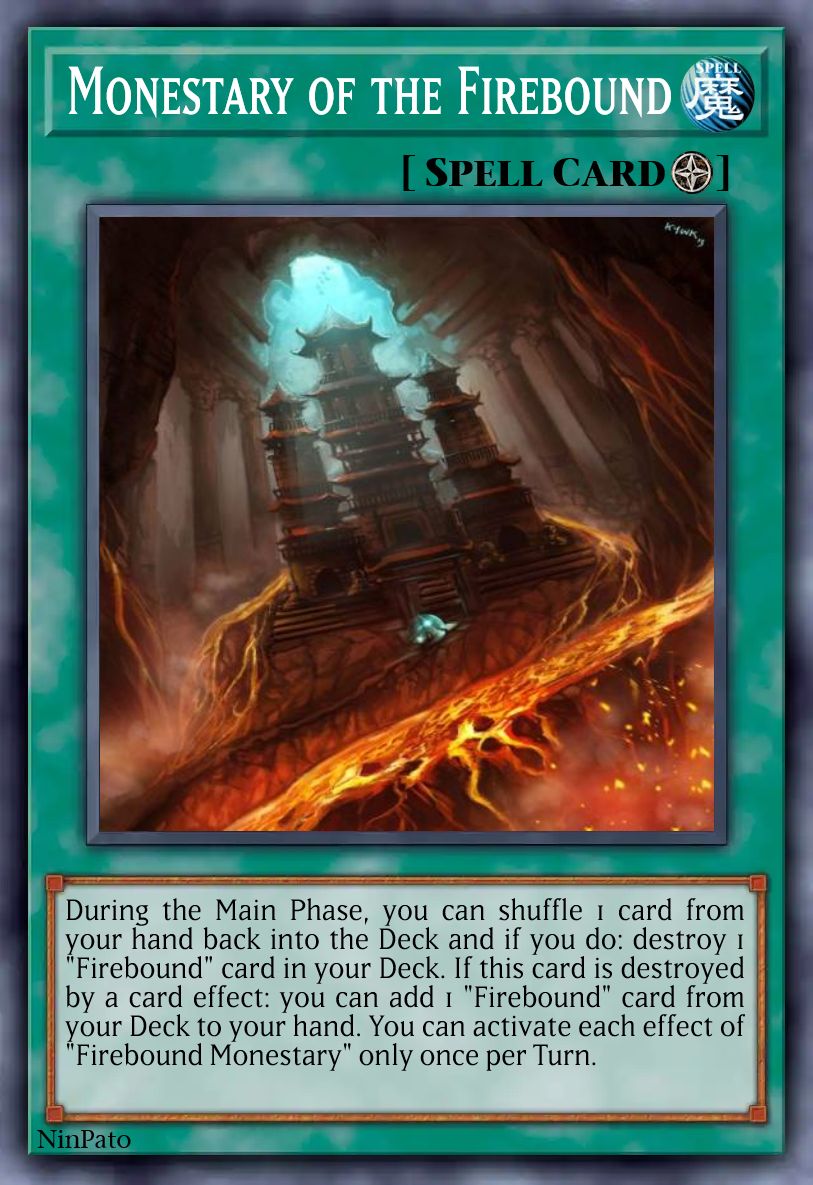 Monestary of the Firebound
SPELL
魔
[ Spell Card ]
During the Main Phase, you can shuffle 1 card from
your hand back into the Deck and if you do: destroy 1
"Firebound" card in your Deck. If this card is destroyed
by a card effect: you can add 1 "Firebound" card from
your Deck to your hand. You can activate each effect of
"Firebound Monestary" only once per Turn.
NinPato